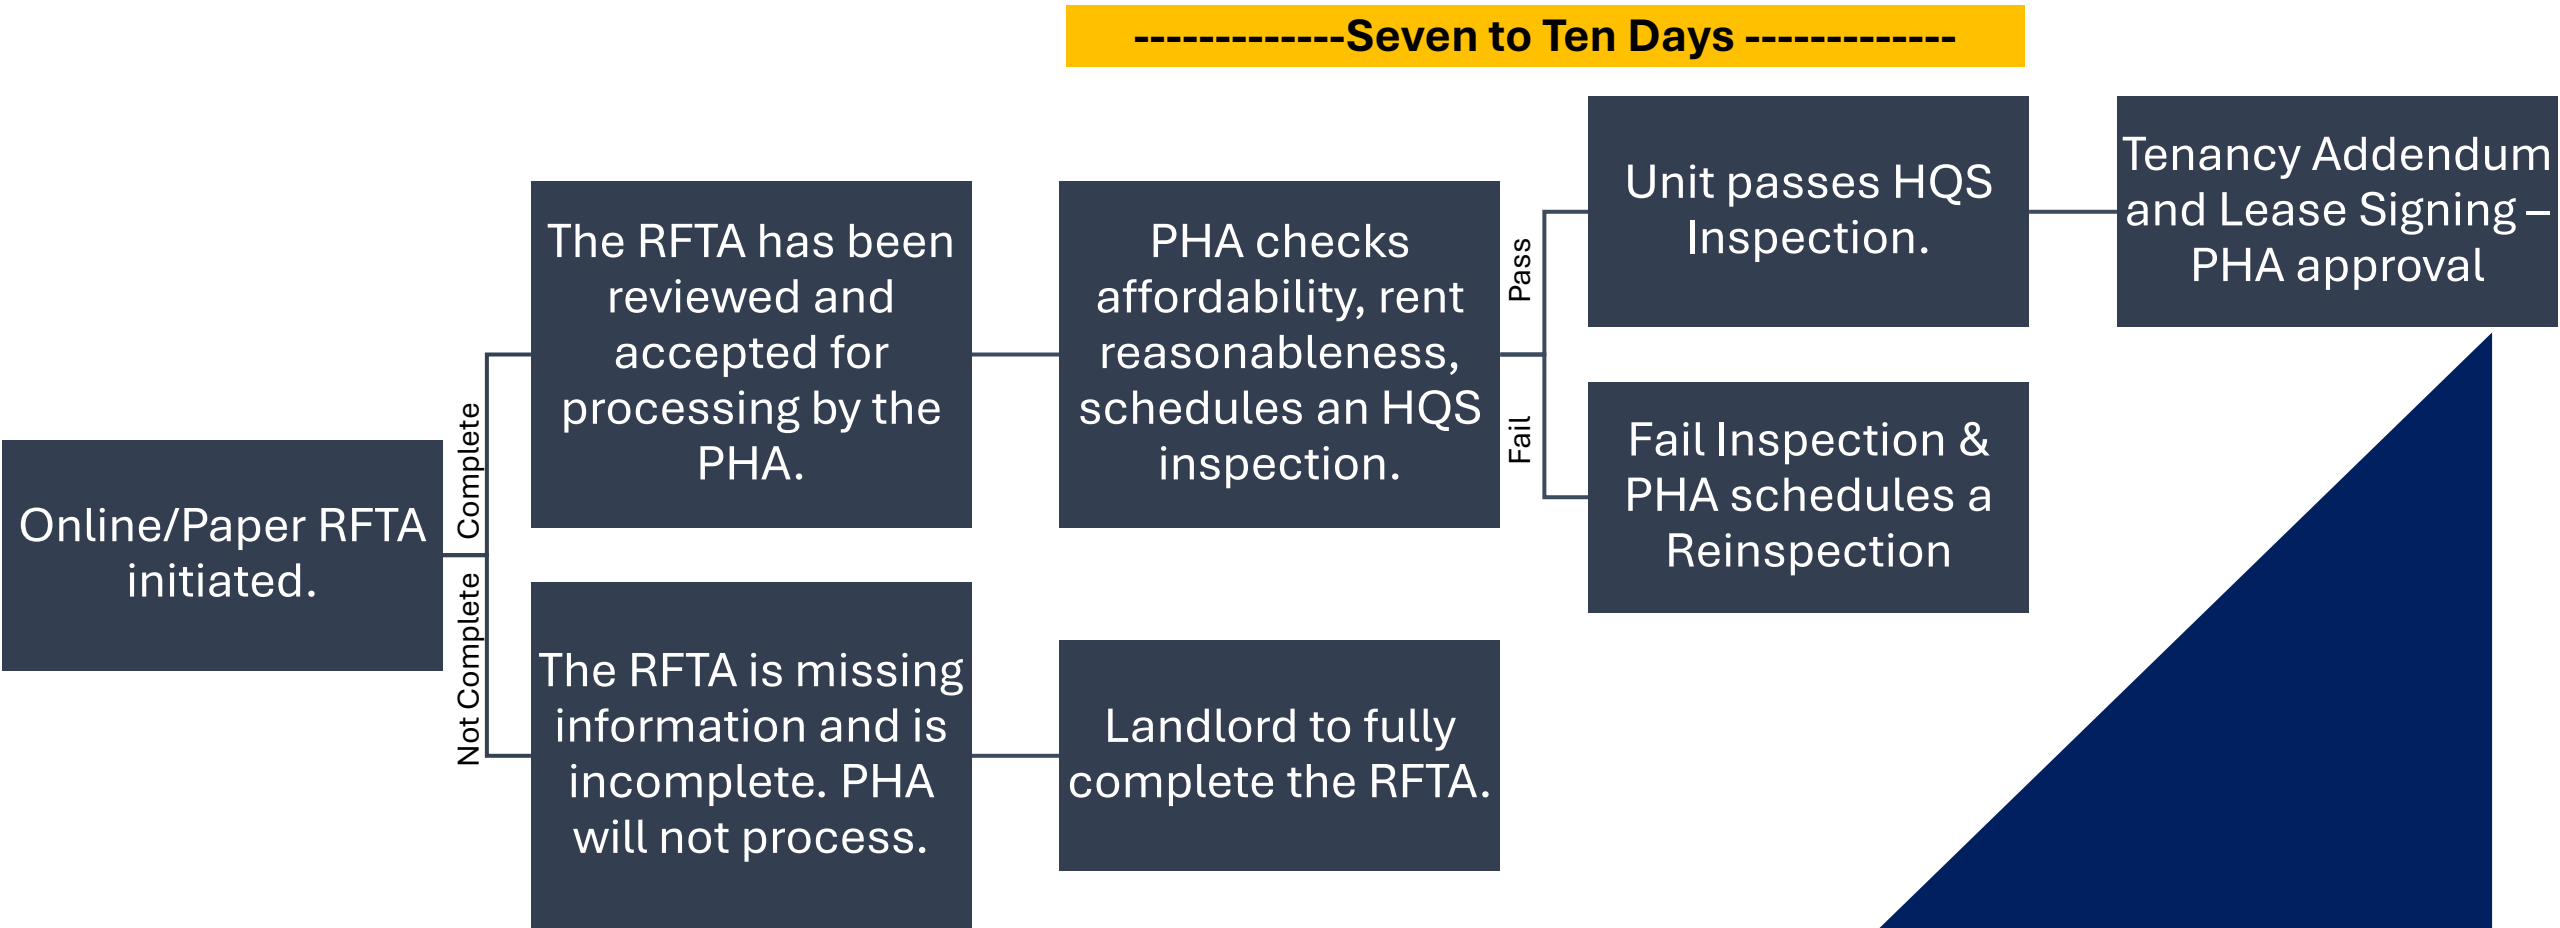 -------------Seven to Ten Days -------------
Online/Paper RFTA
initiated.
Complete
Not Complete
The RFTA has been
reviewed and
accepted for
processing by the
PHA.
The RFTA is missing
information and is
incomplete. PHA
will not process.
PHA checks
affordability, rent
reasonableness,
schedules an HQS
inspection.
Landlord to fully
complete the RFTA.
Pass
Fail
Unit passes HQS
Inspection.
Fail Inspection &
PHA schedules a
Reinspection
Tenancy Addendum
and Lease Signing –
PHA approval